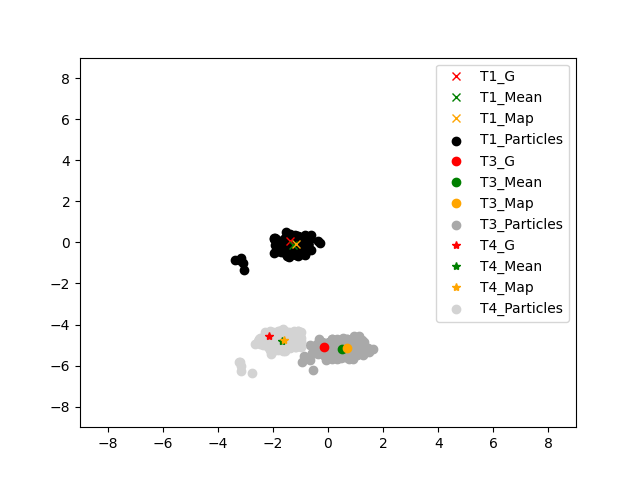 8
6
4
2
0
−2
−4
−6
−8
−8 −6 −4 −2 0 2 4 6 8
T1_G
T1_Mean
T1_Map
T1_Particles
T3_G
T3_Mean
T3_Map
T3_Particles
T4_G
T4_Mean
T4_Map
T4_Particles